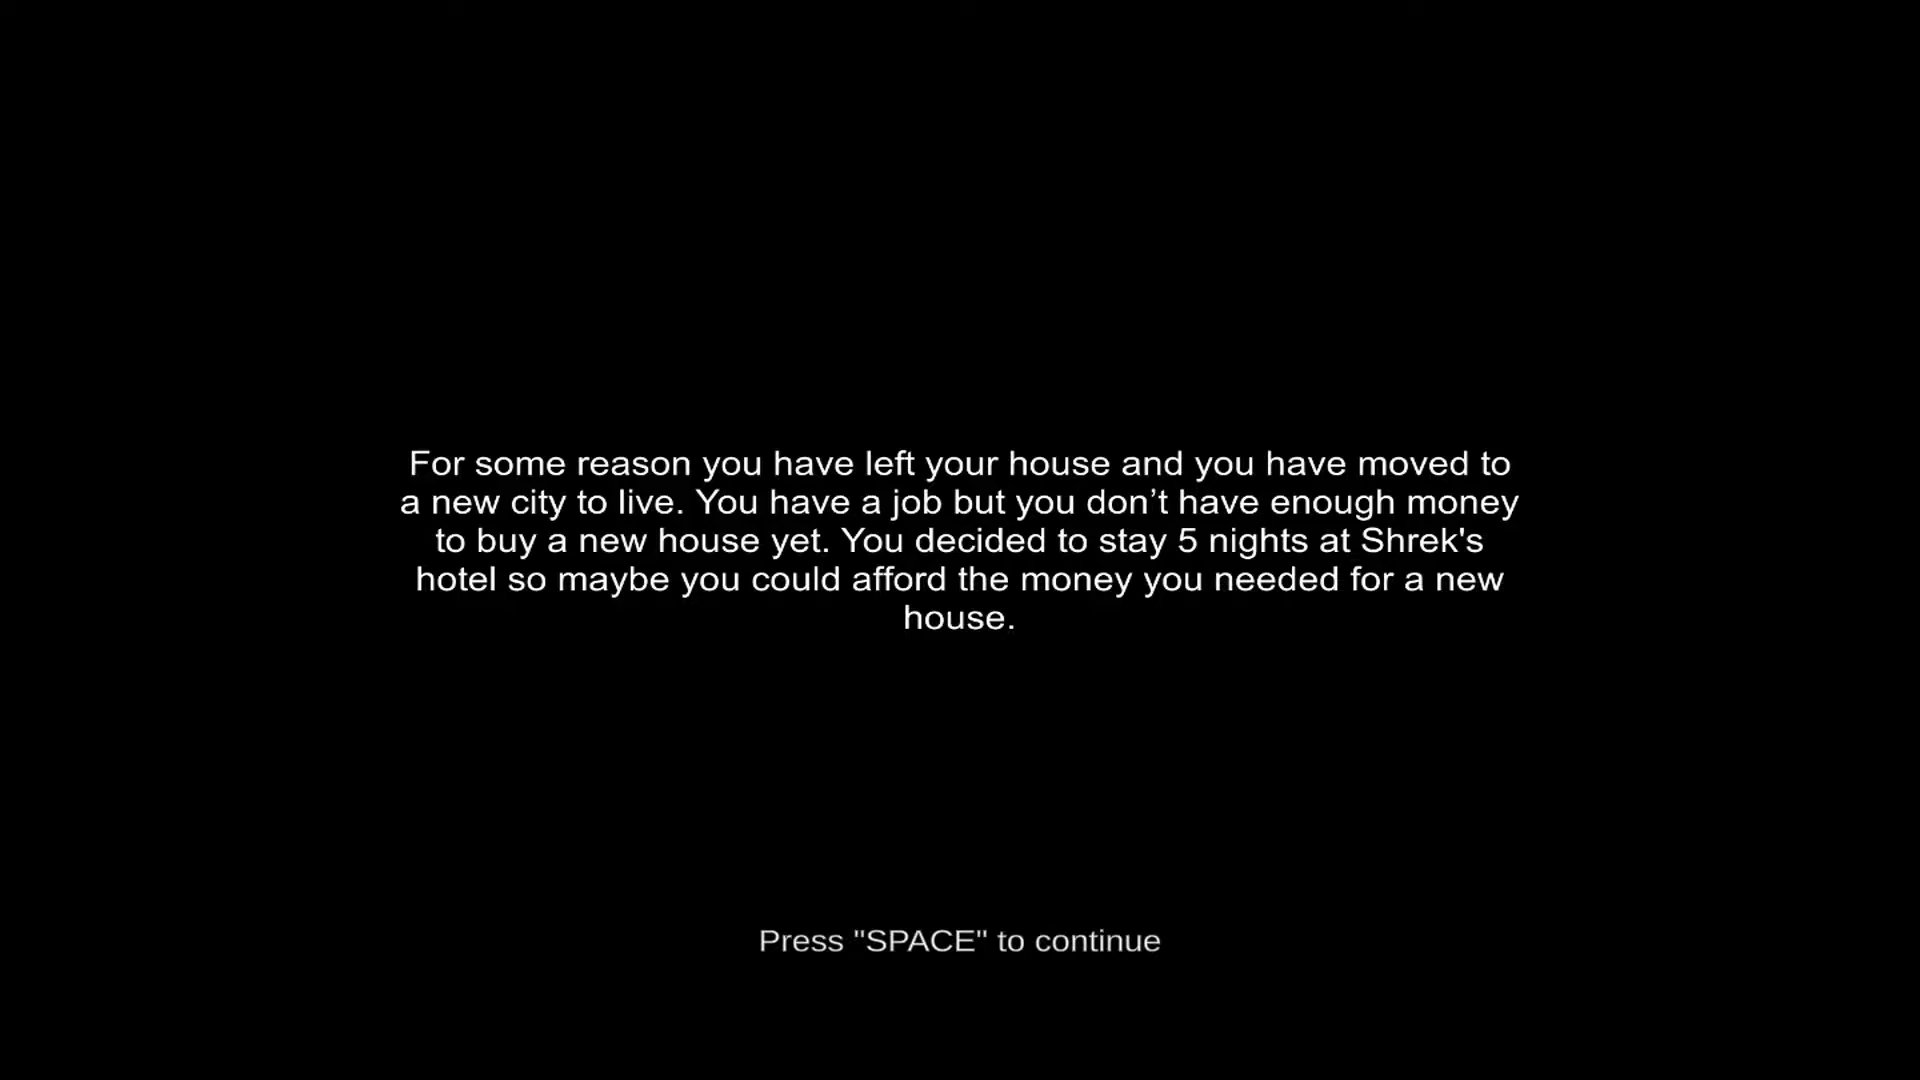 For some reason you have left your house and you have moved to
a new city to live. You have a job but you don’t have enough money
to buy a new house yet. You decided to stay 5 nights at Shrek's
hotel so maybe you could afford the money you needed for a new
house.
Press "SPACE" to continue